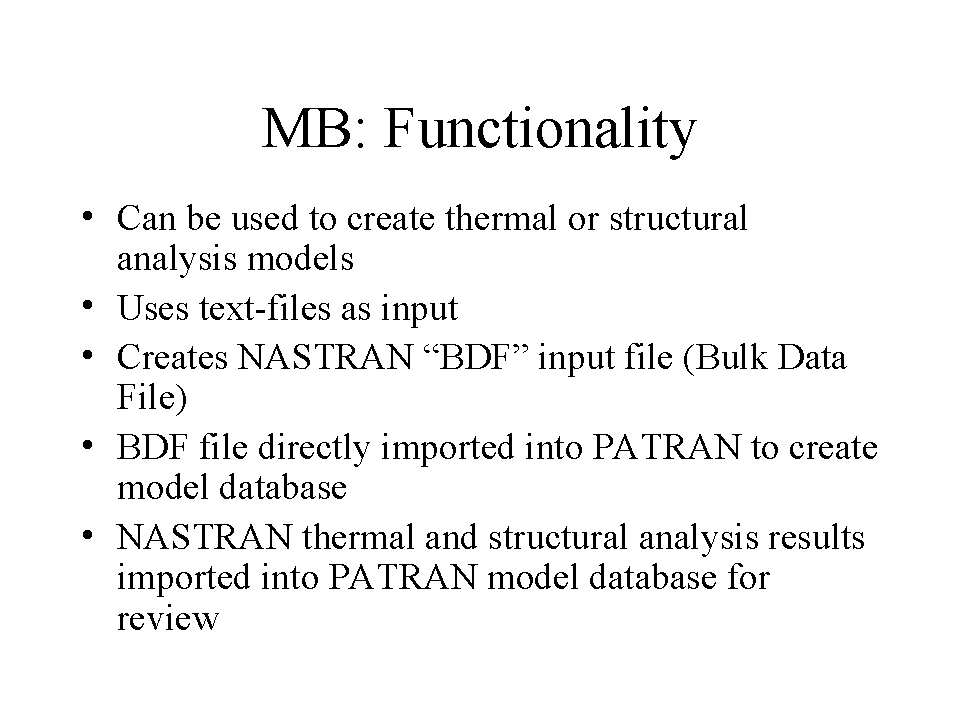 MB: Functionality
• Can be used to create thermal or structural
analysis models
• Uses text-files as input
• Creates NASTRAN “BDF” input file (Bulk Data
File)
• BDF file directly imported into PATRAN to create
model database
• NASTRAN thermal and structural analysis results
imported into PATRAN model database for
review